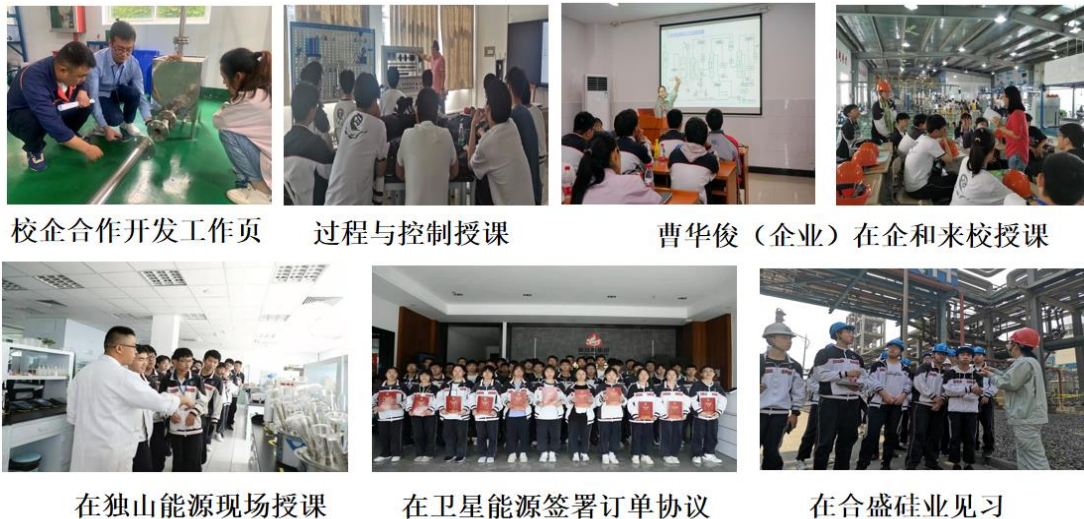 校企合作开发工作页
过程与控制授课
曹华俊（企业）在企和来校授课
在独山能源现场授课
在卫星能源签署订单协议
在合盛硅业见习